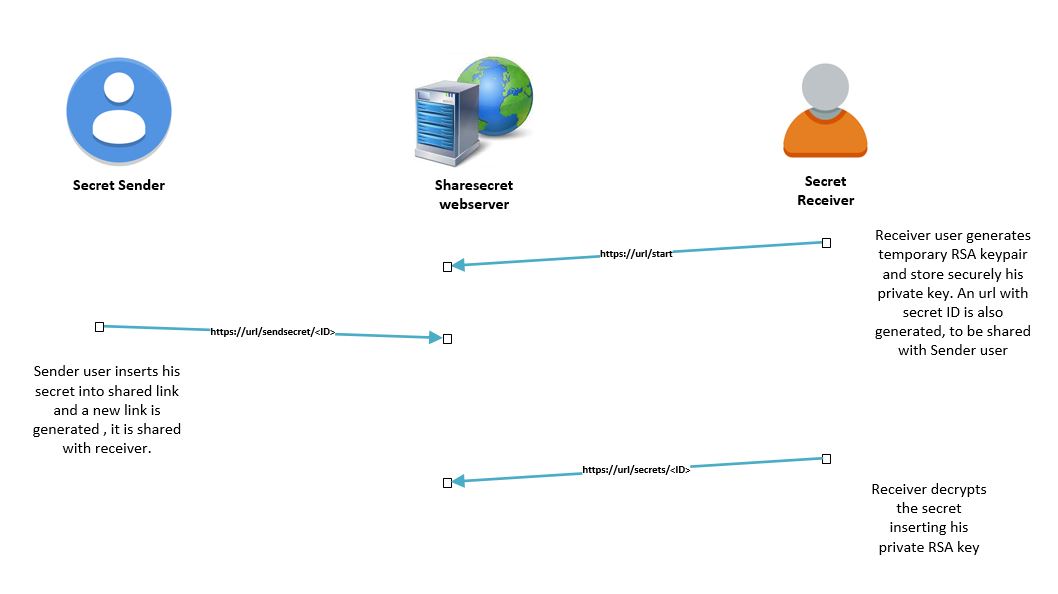 Secret Sender
Sharesecret
webserver
Secret
Receiver
https://url/start
Receiver user generates
temporary RSA keypair
and store securely his
private key. An url with
secret ID is also
generated, to be shared
with Sender user
https://url/sendsecret/<ID>
Sender user inserts his
secret into shared link
and a new link is
generated , it is shared
with receiver.
https://url/secrets/<ID>
Receiver decrypts
the secret
inserting his
private RSA key